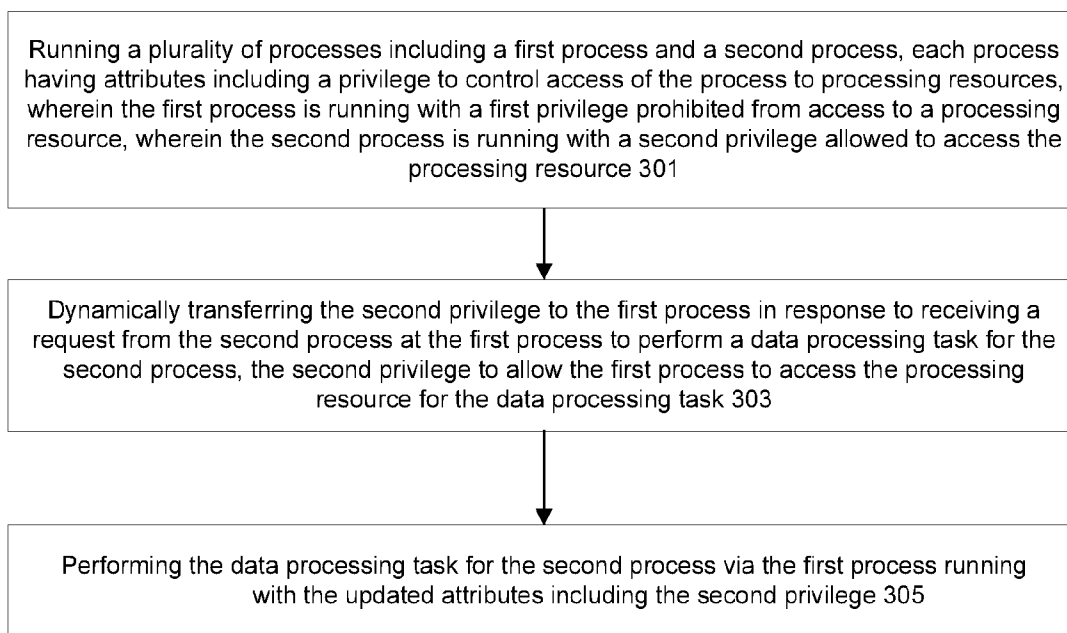 Running a plurality of processes including a first process and a second process, each process
having attributes including a privilege to control access of the process to processing resources,
wherein the first process is running with a first privilege prohibited from access to a processing
resource, wherein the second process is running with a second privilege allowed to access the
processing resource 301
Dynamically transferring the second privilege to the first process in response to receiving a
request from the second process at the first process to perform a data processing task for the
second process, the second privilege to allow the first process to access the processing
resource for the data processing task 303
Performing the data processing task for the second process via the first process running
with the updated attributes including the second privilege 305